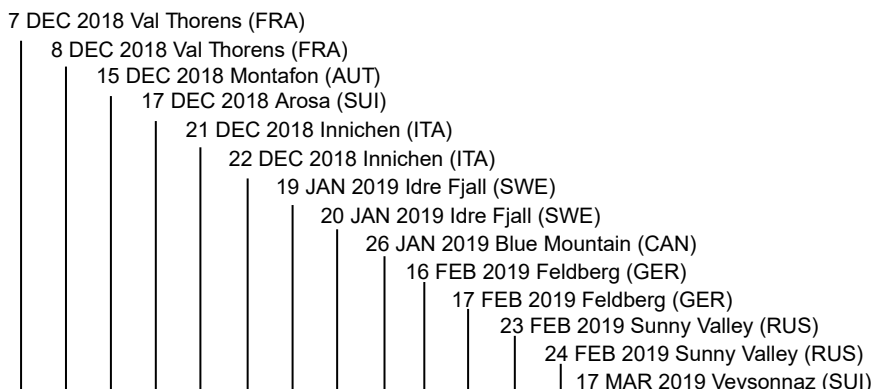 7 DEC 2018 Val Thorens (FRA)
8 DEC 2018 Val Thorens (FRA)
15 DEC 2018 Montafon (AUT)
17 DEC 2018 Arosa (SUI)
21 DEC 2018 Innichen (ITA)
22 DEC 2018 Innichen (ITA)
19 JAN 2019 Idre Fjall (SWE)
20 JAN 2019 Idre Fjall (SWE)
26 JAN 2019 Blue Mountain (CAN)
16 FEB 2019 Feldberg (GER)
17 FEB 2019 Feldberg (GER)
23 FEB 2019 Sunny Valley (RUS)
24 FEB 2019 Sunny Valley (RUS)
17 MAR 2019 Veysonnaz (SUI)